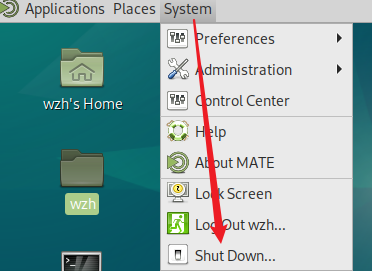 Applications Places System
Preferences
Administration
Control Center
Help
About MATE
Lock Screen
Log Out wzh...
Shut Down...
wzh's Home
wzh